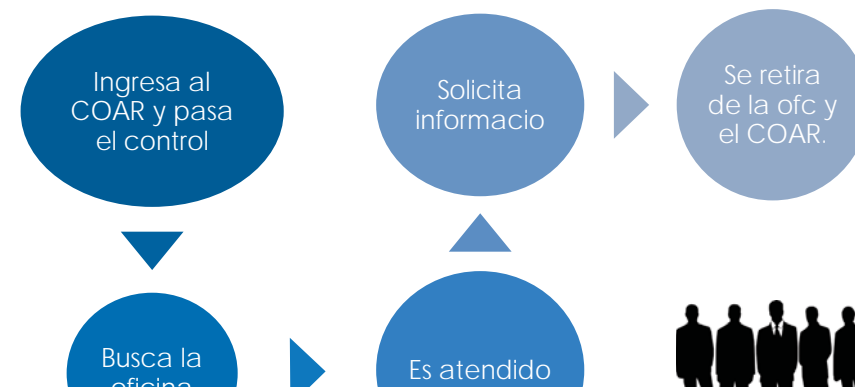 Ingresa al
COAR y pasa
el control
Busca la
oficina
Es atendido
Solicita
informacio
Se retira
de la ofc y
el COAR.